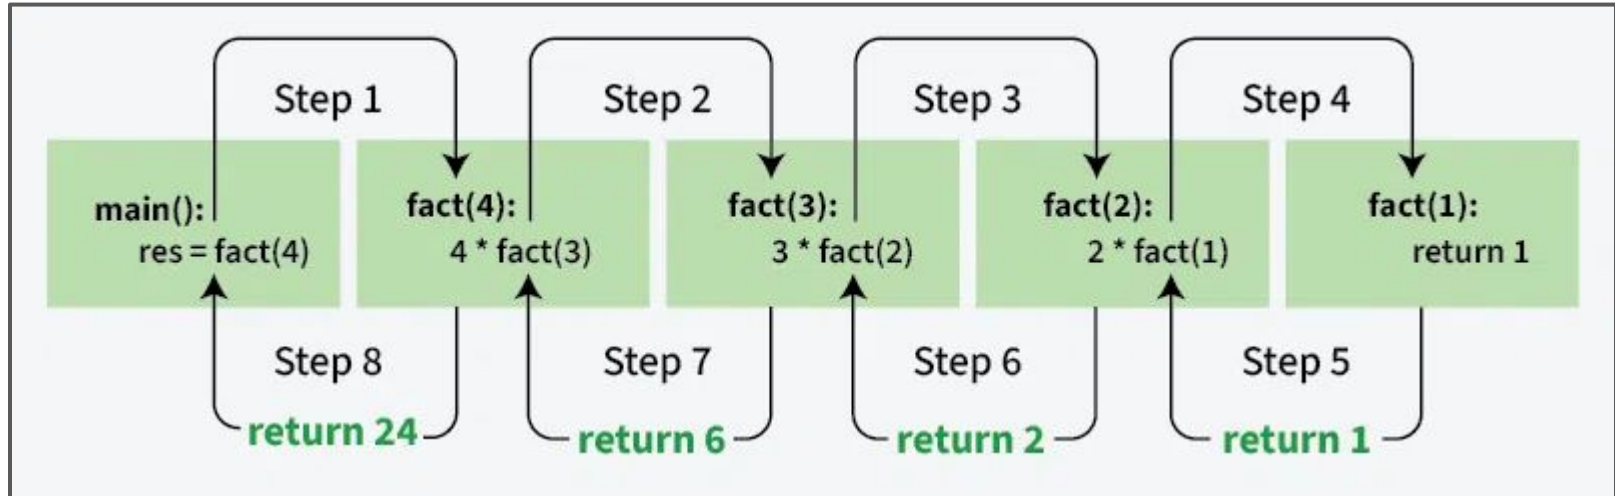 Step 1
Step 2
Step 3
Step 4
main():
res = fact(4)
fact(4):
4 * fact(3)
fact(3):
3 * fact(2)
fact(2):
2 * fact(1)
fact(1):
return 1
Step 8
Step 7
Step 6
Step 5
return 24
return 6
return 2
return 1